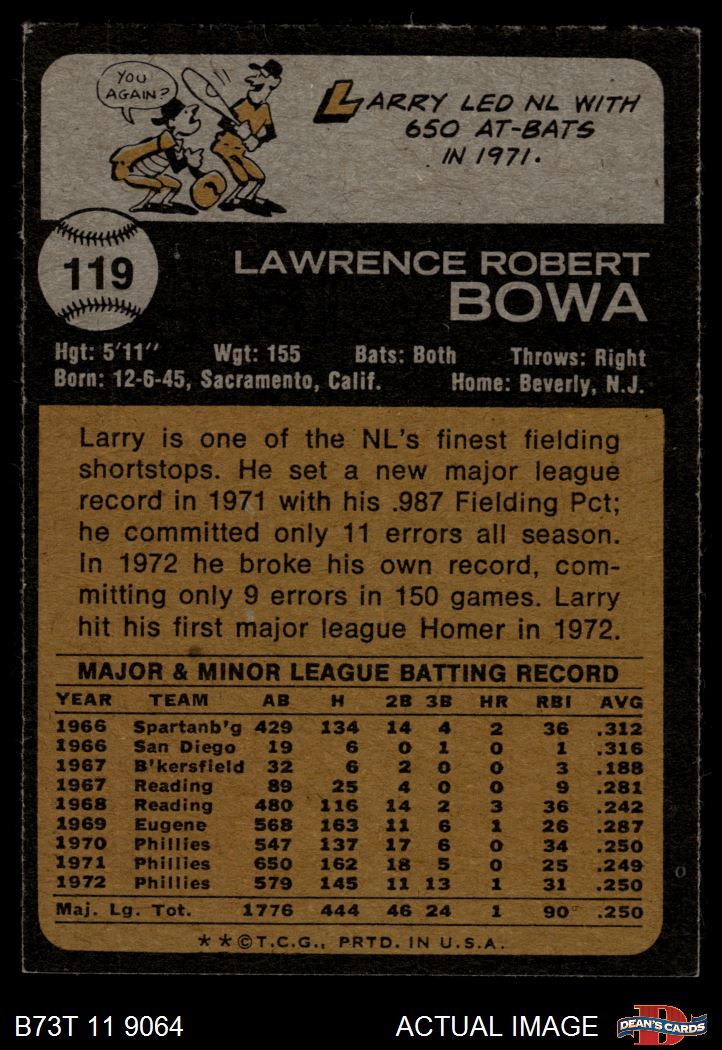 YOU
AGAIN?
LARRY LED NL WITH
650 AT-BATS
IN 1971.
119
LAWRENCE ROBERT
BOWA
Hgt: 5'11" Wgt: 155 Bats: Both Throws: Right
Born: 12-6-45, Sacramento, Calif. Home: Beverly, N.J.
Larry is one of the NL's finest fielding
shortstops. He set a new major league
record in 1971 with his .987 Fielding Pct;
he committed only 11 errors all season.
In 1972 he broke his own record, com-
mitting only 9 errors in 150 games. Larry
hit his first major league Homer in 1972.
MAJOR & MINOR LEAGUE BATTING RECORD
YEAR TEAM AB H 2B 3B HR RBI AVG
1966 Spartanb'g 429 134 14 4 2 36 .312
1966 San Diego 19 6 0 1 0 1 .316
1967 B'kersfield 32 6 2 0 0 3 .188
1967 Reading 89 25 4 0 0 9 .281
1968 Reading 480 116 14 2 3 36 .242
1969 Eugene 568 163 11 6 1 26 .287
1970 Phillies 547 137 17 6 0 34 .250
1971 Phillies 650 162 18 5 0 25 .249
1972 Phillies 579 145 11 13 1 31 .250
Maj. Lg. Tot. 1776 444 46 24 1 90 .250
**©T.C.G., PRTD. IN U.S.A.
B73T 11 9064 ACTUAL IMAGE DEAN'S CARDS